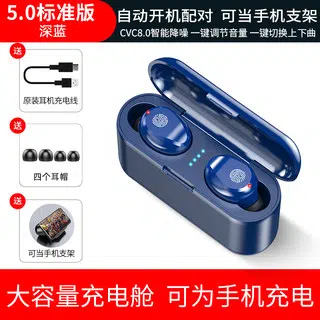 5.0标准版
深蓝
自动开机配对 可当手机支架
CVC8.0智能降噪 一键调节音量 一键切换上下曲
送
原装耳机充电线
送
四个耳帽
送
可当手机支架
大容量充电舱 可为手机充电